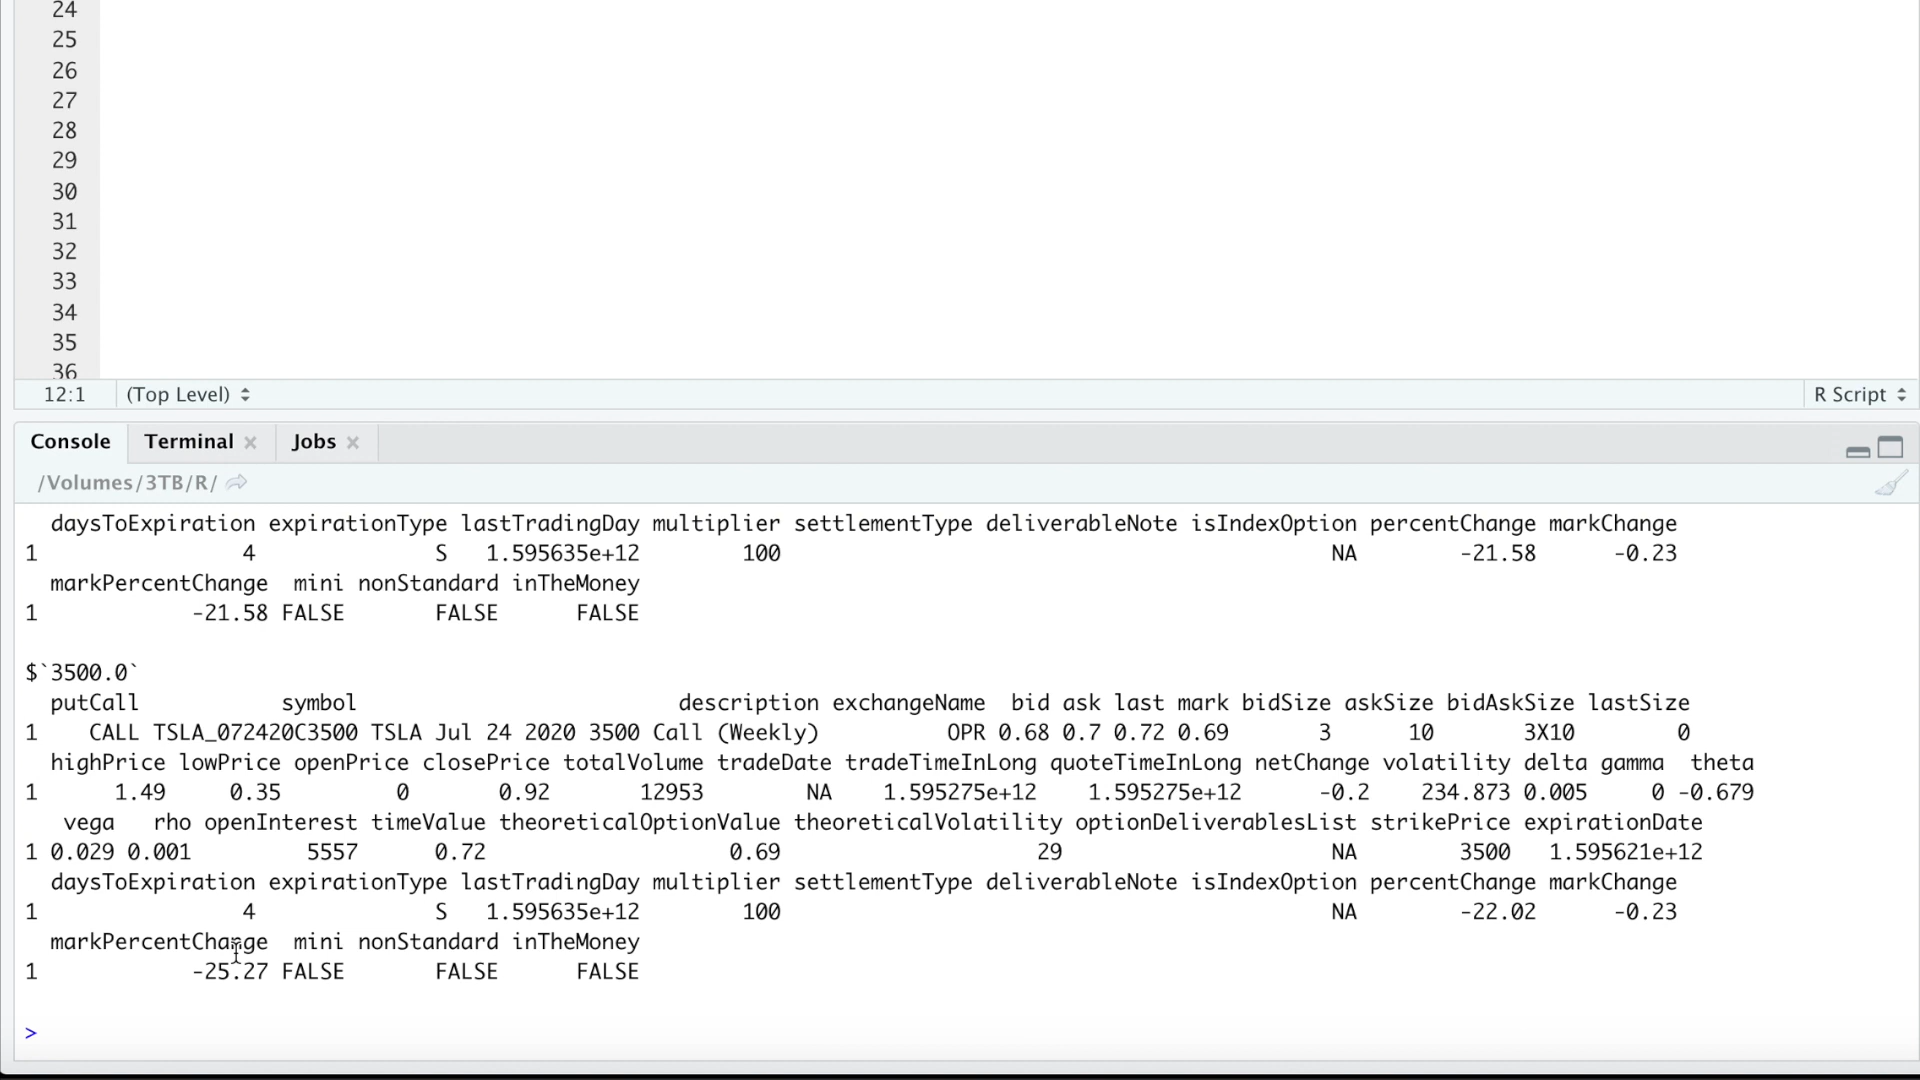 24
25
26
27
28
29
30
31
32
33
34
35
36
12:1 (Top Level) R Script
Console Terminal Jobs
/Volumes/3TB/R/
daysToExpiration expirationType lastTradingDay multiplier settlementType deliverableNote isIndexOption percentChange markChange
1 4 S 1.595635e+12 100 NA -21.58 -0.23
markPercentChange mini nonStandard inTheMoney
1 -21.58 FALSE FALSE FALSE
$`3500.0`
putCall symbol description exchangeName bid ask last mark bidSize askSize bidAskSize lastSize
1 CALL TSLA_072420C3500 TSLA Jul 24 2020 3500 Call (Weekly) OPR 0.68 0.7 0.72 0.69 3 10 3X10 0
highPrice lowPrice openPrice closePrice totalVolume tradeDate tradeTimeInLong quoteTimeInLong netChange volatility delta gamma theta
1 1.49 0.35 0 0.92 12953 NA 1.595275e+12 1.595275e+12 -0.2 234.873 0.005 0 -0.679
vega rho openInterest timeValue theoreticalOptionValue theoreticalVolatility optionDeliverablesList strikePrice expirationDate
1 0.029 0.001 5557 0.72 0.69 29 NA 3500 1.595621e+12
daysToExpiration expirationType lastTradingDay multiplier settlementType deliverableNote isIndexOption percentChange markChange
1 4 S 1.595635e+12 100 NA -22.02 -0.23
markPercentChange mini nonStandard inTheMoney
1 -25.27 FALSE FALSE FALSE
>